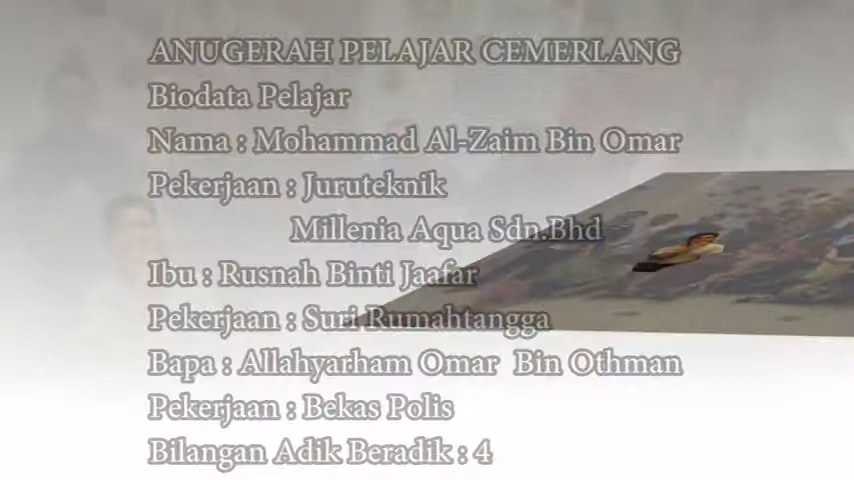 ANUGERAH PELAJAR CEMERLANG
Biodata Pelajar
Nama : Mohammad Al-Zaim Bin Omar
Pekerjaan : Juruteknik
Millenia Aqua Sdn.Bhd
Ibu : Rusnah Binti Jaafar
Pekerjaan : Suri Rumahtangga
Bapa : Allahyarham Omar Bin Othman
Pekerjaan : Bekas Polis
Bilangan Adik Beradik : 4